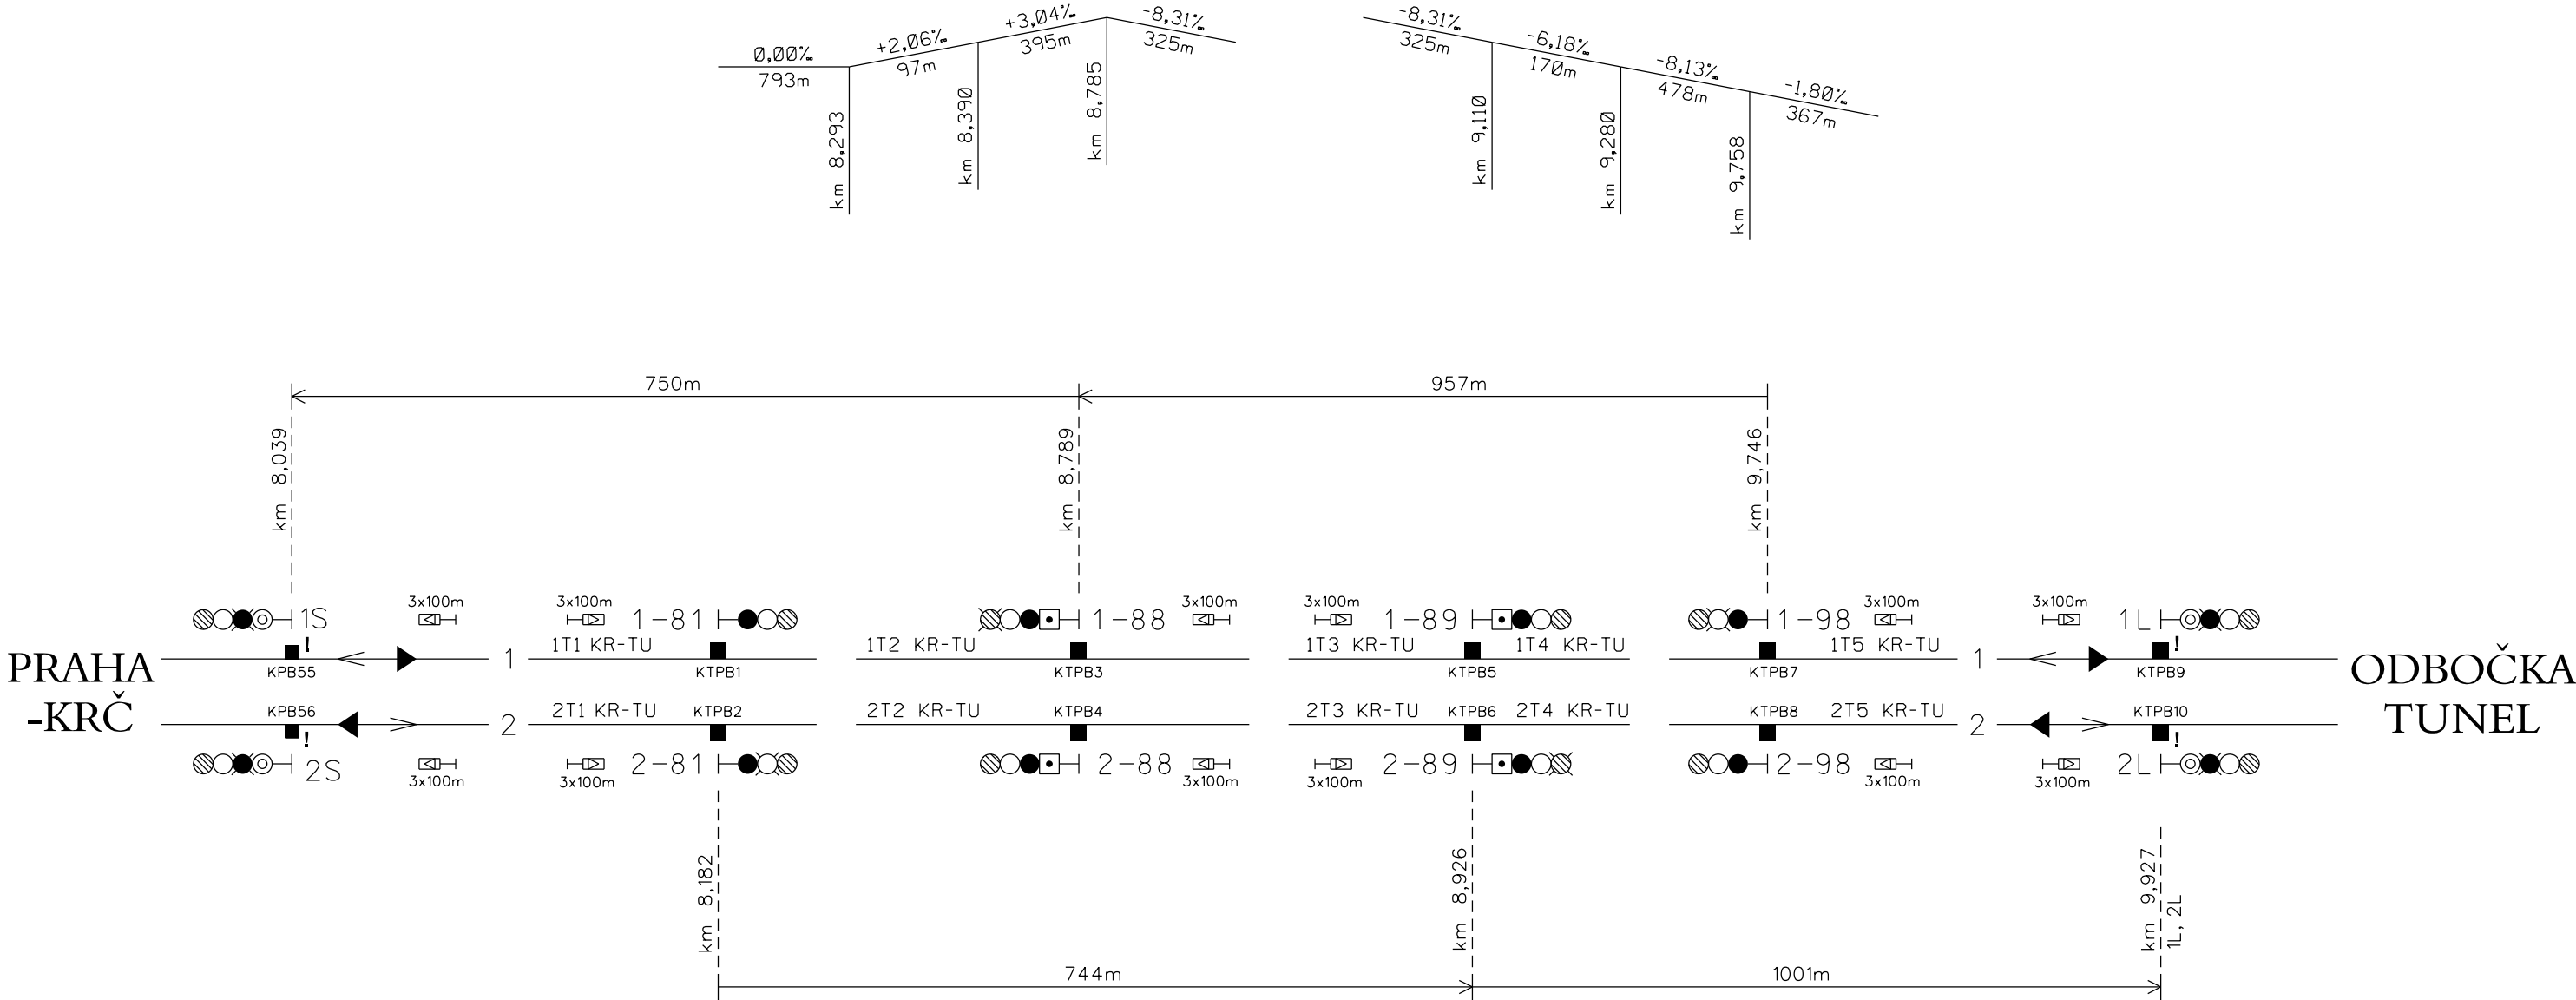 0,00‰
793m
+2,06‰
97m
+3,04‰
395m
-8,31‰
325m
-8,31‰
325m
-6,18‰
170m
-8,13‰
478m
-1,80‰
367m
km 8,293
km 8,390
km 8,785
km 9,110
km 9,280
km 9,758
750m
957m
km 8,039
km 8,789
km 9,746
1S
3x100m
3x100m
1-81
1-88
3x100m
3x100m
1-89
1-98
3x100m
3x100m
1L
!
1T1 KR-TU
1T2 KR-TU
1T3 KR-TU
1T4 KR-TU
1T5 KR-TU
!
PRAHA
-KRČ
1
1
ODBOČKA
TUNEL
KPB55
KTPB1
KTPB3
KTPB5
KTPB7
KTPB9
KPB56
2T1 KR-TU
KTPB2
2T2 KR-TU
KTPB4
2T3 KR-TU
KTPB6
2T4 KR-TU
KTPB8
2T5 KR-TU
KTPB10
2
2
!
!
2S
3x100m
3x100m
2-81
2-88
3x100m
3x100m
2-89
2-98
3x100m
3x100m
2L
km 8,182
km 8,926
km 9,927
1L, 2L
744m
1001m